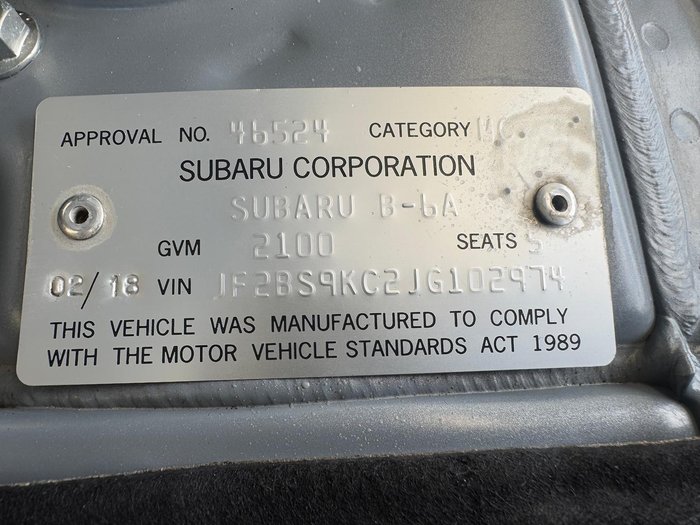 APPROVAL NO. 46524 CATEGORY MC
SUBARU CORPORATION
SUBARU B-6A
GVM 2100 SEATS 5
02/18 VIN JF2BS9KC2JG102974
THIS VEHICLE WAS MANUFACTURED TO COMPLY
WITH THE MOTOR VEHICLE STANDARDS ACT 1989